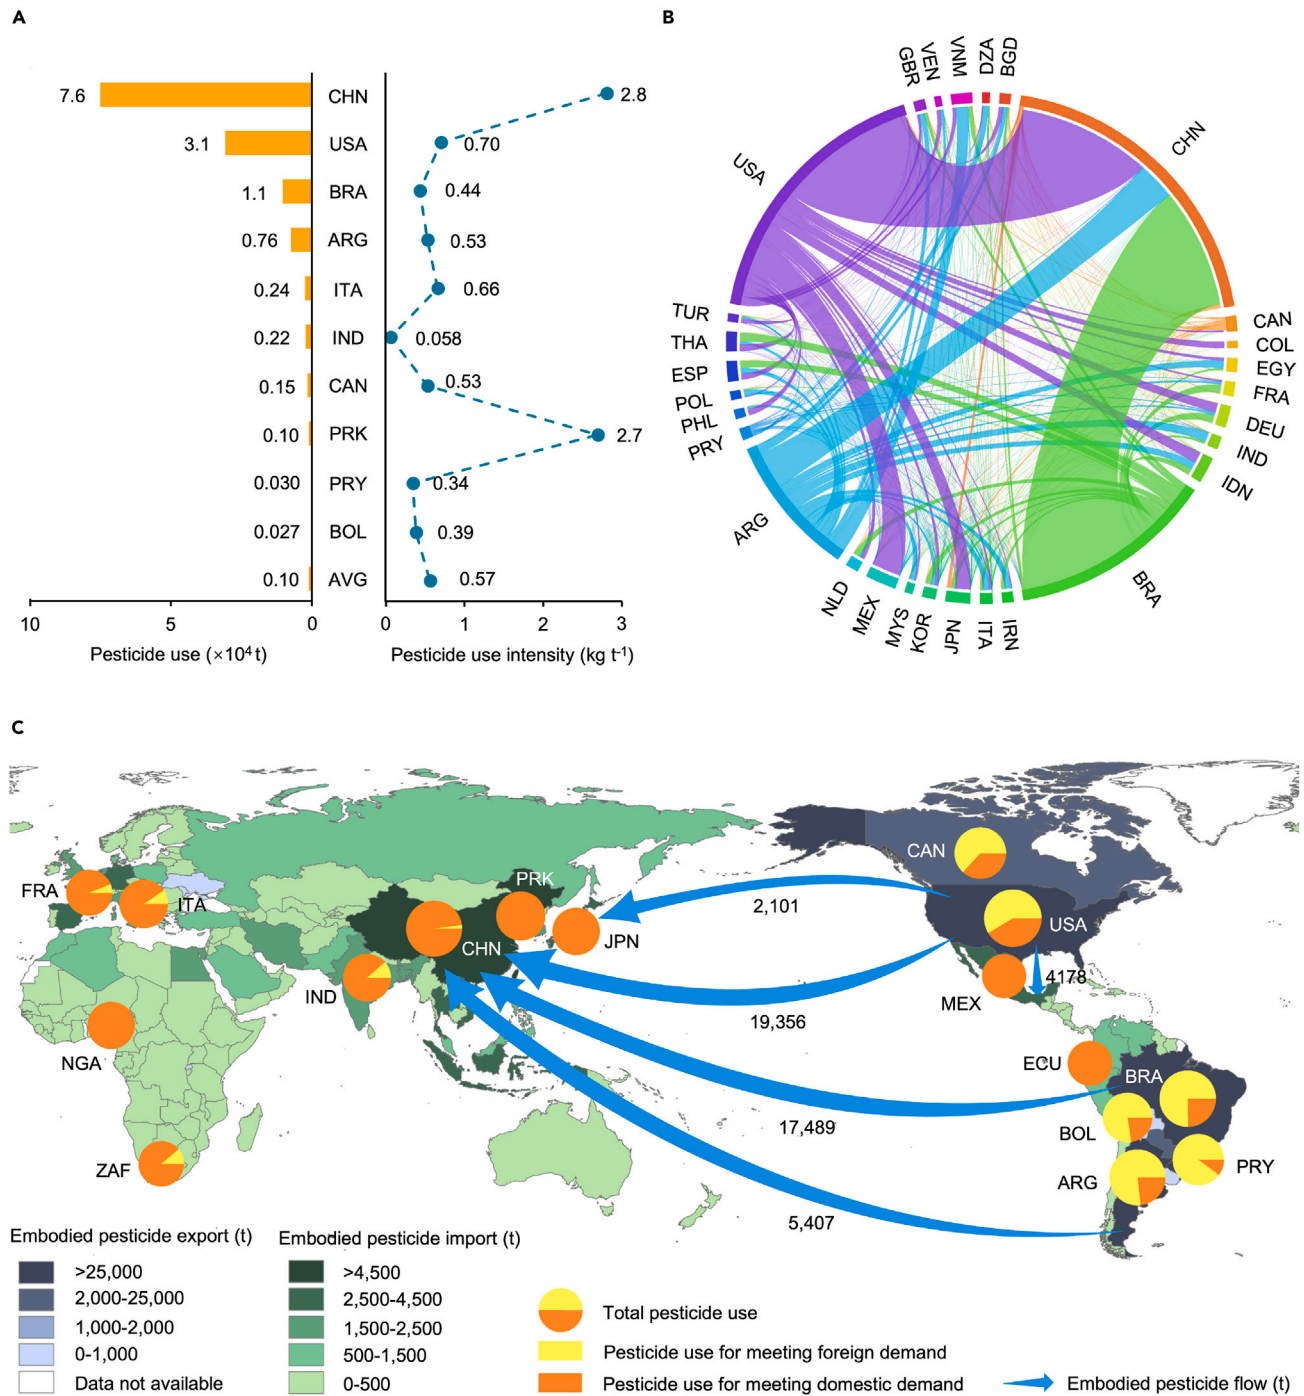 A
7.6 CHN 2.8
3.1 USA 0.70
1.1 BRA 0.44
0.76 ARG 0.53
0.24 ITA 0.66
0.22 IND 0.058
0.15 CAN 0.53
0.10 PRK 2.7
0.030 PRY 0.34
0.027 BOL 0.39
0.10 AVG 0.57
10 5 0 0 1 2 3
Pesticide use (×10⁴ t) Pesticide use intensity (kg t⁻¹)
B
GBR
VEN
VNM
DZA
BGD
CHN
CAN
COL
EGY
FRA
DEU
IND
IDN
BRA
IRN
ITA
JPN
KOR
MYS
MEX
NLD
ARG
PRY
PHL
POL
ESP
THA
TUR
USA
C
FRA
ITA
NGA
ZAF
IND
CHN
PRK
JPN
CAN
USA
MEX
ECU
BRA
BOL
ARG
PRY
2,101
19,356
4178
17,489
5,407
Embodied pesticide export (t)
>25,000
2,000-25,000
1,000-2,000
0-1,000
Data not available
Embodied pesticide import (t)
>4,500
2,500-4,500
1,500-2,500
500-1,500
0-500
Total pesticide use
Pesticide use for meeting foreign demand
Pesticide use for meeting domestic demand
Embodied pesticide flow (t)